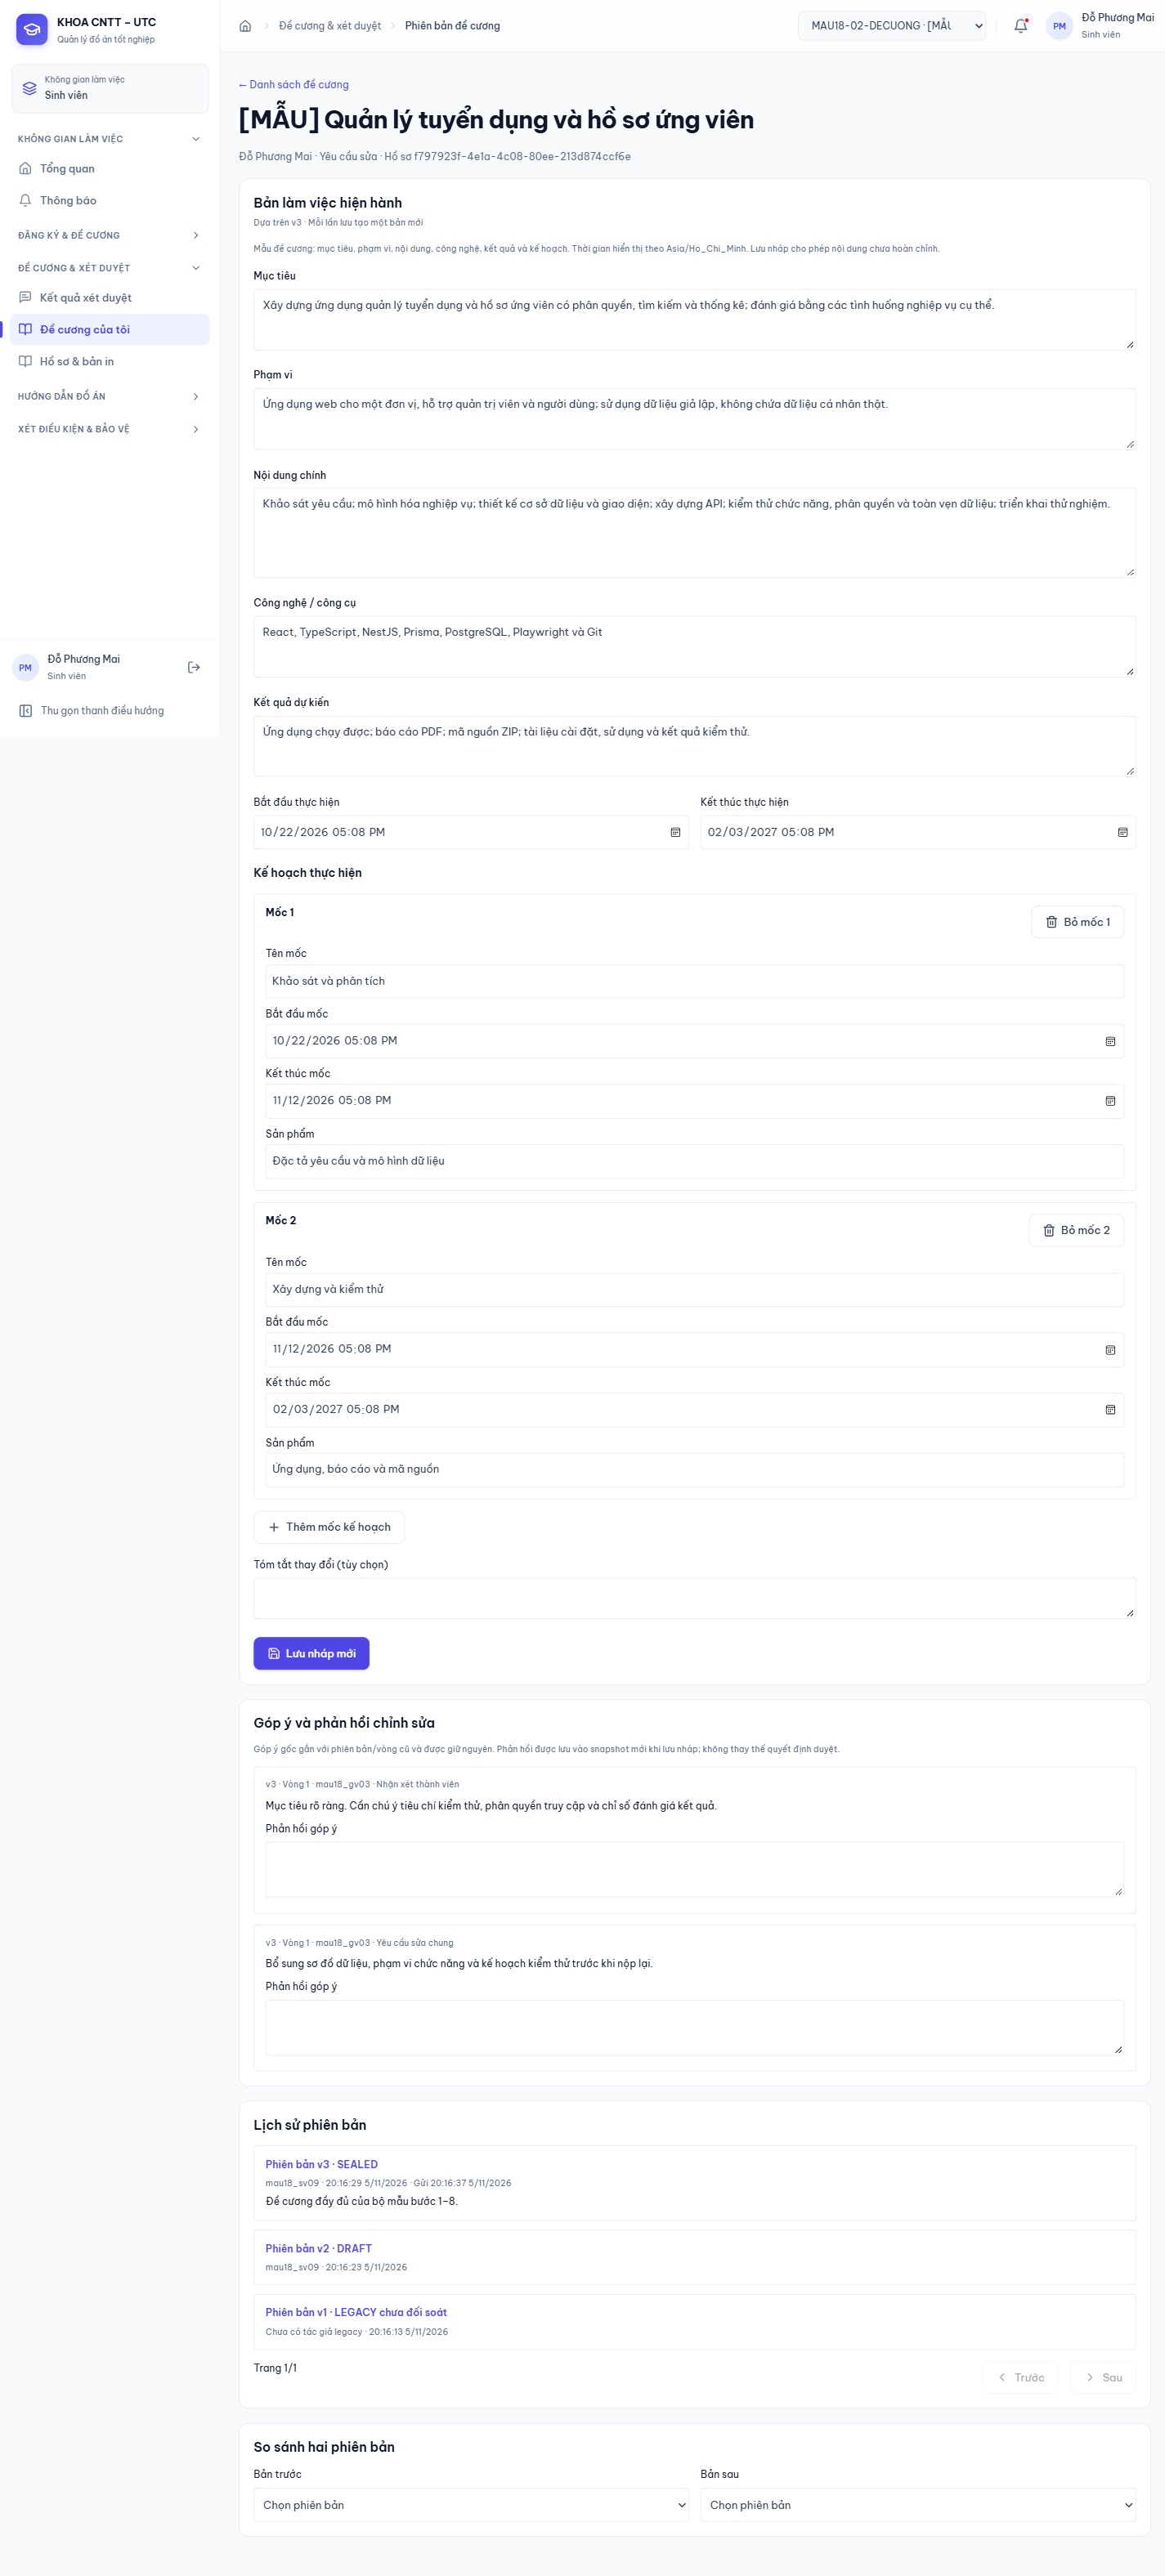 KHOA CNTT – UTC
Quản lý đồ án tốt nghiệp
Không gian làm việc
Sinh viên
KHÔNG GIAN LÀM VIỆC
Tổng quan
Thông báo
ĐĂNG KÝ & ĐỀ CƯƠNG
ĐỀ CƯƠNG & XÉT DUYỆT
Kết quả xét duyệt
Đề cương của tôi
Hồ sơ & bản in
HƯỚNG DẪN ĐỒ ÁN
XÉT ĐIỀU KIỆN & BẢO VỆ
PM
Đỗ Phương Mai
Sinh viên
Thu gọn thanh điều hướng
Đề cương & xét duyệt
Phiên bản đề cương
MAU18-02-DECUONG · [MẪU
PM
Đỗ Phương Mai
Sinh viên
← Danh sách đề cương
[MẪU] Quản lý tuyển dụng và hồ sơ ứng viên
Đỗ Phương Mai · Yêu cầu sửa · Hồ sơ f797923f-4e1a-4c08-80ee-213d874ccf6e
Bản làm việc hiện hành
Dựa trên v3 · Mỗi lần lưu tạo một bản mới
Mẫu đề cương: mục tiêu, phạm vi, nội dung, công nghệ, kết quả và kế hoạch. Thời gian hiển thị theo Asia/Ho_Chi_Minh. Lưu nháp cho phép nội dung chưa hoàn chỉnh.
Mục tiêu
Xây dựng ứng dụng quản lý tuyển dụng và hồ sơ ứng viên có phân quyền, tìm kiếm và thống kê; đánh giá bằng các tình huống nghiệp vụ cụ thể.
Phạm vi
Ứng dụng web cho một đơn vị, hỗ trợ quản trị viên và người dùng; sử dụng dữ liệu giả lập, không chứa dữ liệu cá nhân thật.
Nội dung chính
Khảo sát yêu cầu; mô hình hóa nghiệp vụ; thiết kế cơ sở dữ liệu và giao diện; xây dựng API; kiểm thử chức năng, phân quyền và toàn vẹn dữ liệu; triển khai thử nghiệm.
Công nghệ / công cụ
React, TypeScript, NestJS, Prisma, PostgreSQL, Playwright và Git
Kết quả dự kiến
Ứng dụng chạy được; báo cáo PDF; mã nguồn ZIP; tài liệu cài đặt, sử dụng và kết quả kiểm thử.
Bắt đầu thực hiện
Kết thúc thực hiện
10/22/2026 05:08 PM
02/03/2027 05:08 PM
Kế hoạch thực hiện
Mốc 1
Bỏ mốc 1
Tên mốc
Khảo sát và phân tích
Bắt đầu mốc
10/22/2026 05:08 PM
Kết thúc mốc
11/12/2026 05:08 PM
Sản phẩm
Đặc tả yêu cầu và mô hình dữ liệu
Mốc 2
Bỏ mốc 2
Tên mốc
Xây dựng và kiểm thử
Bắt đầu mốc
11/12/2026 05:08 PM
Kết thúc mốc
02/03/2027 05:08 PM
Sản phẩm
Ứng dụng, báo cáo và mã nguồn
Thêm mốc kế hoạch
Tóm tắt thay đổi (tùy chọn)
Lưu nháp mới
Góp ý và phản hồi chỉnh sửa
Góp ý gốc gắn với phiên bản/vòng cũ và được giữ nguyên. Phản hồi được lưu vào snapshot mới khi lưu nháp; không thay thế quyết định duyệt.
v3 · Vòng 1 · mau18_gv03 · Nhận xét thành viên
Mục tiêu rõ ràng. Cần chú ý tiêu chí kiểm thử, phân quyền truy cập và chỉ số đánh giá kết quả.
Phản hồi góp ý
v3 · Vòng 1 · mau18_gv03 · Yêu cầu sửa chung
Bổ sung sơ đồ dữ liệu, phạm vi chức năng và kế hoạch kiểm thử trước khi nộp lại.
Phản hồi góp ý
Lịch sử phiên bản
Phiên bản v3 · SEALED
mau18_sv09 · 20:16:29 5/11/2026 · Gửi 20:16:37 5/11/2026
Đề cương đầy đủ của bộ mẫu bước 1–8.
Phiên bản v2 · DRAFT
mau18_sv09 · 20:16:23 5/11/2026
Phiên bản v1 · LEGACY chưa đối soát
Chưa có tác giả legacy · 20:16:13 5/11/2026
Trang 1/1
Trước
Sau
So sánh hai phiên bản
Bản trước
Bản sau
Chọn phiên bản
Chọn phiên bản